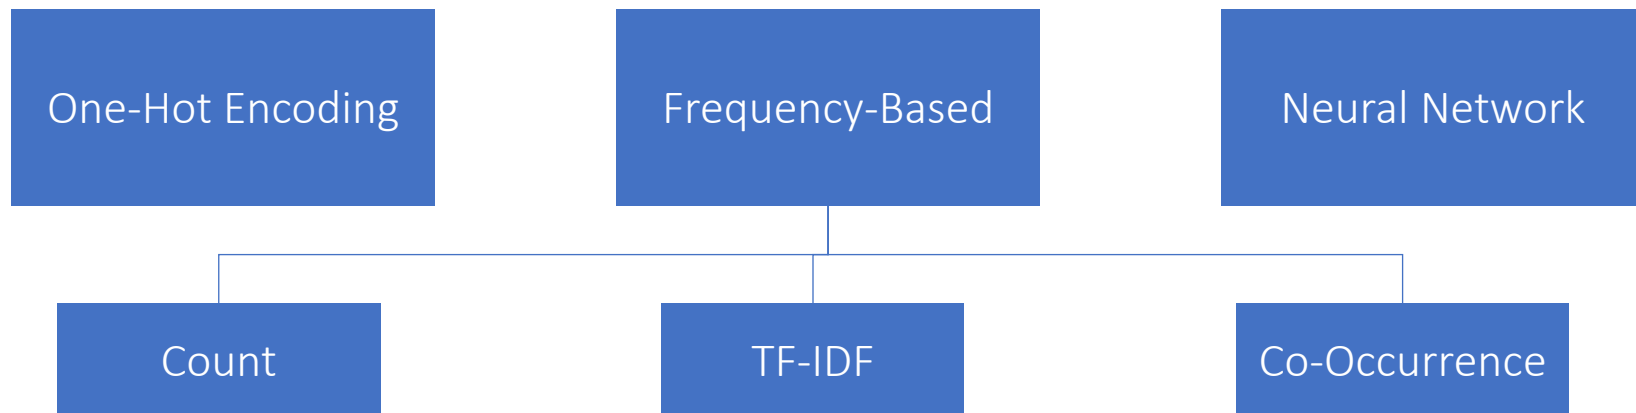 One-Hot Encoding
Frequency-Based
Neural Network
Count
TF-IDF
Co-Occurrence